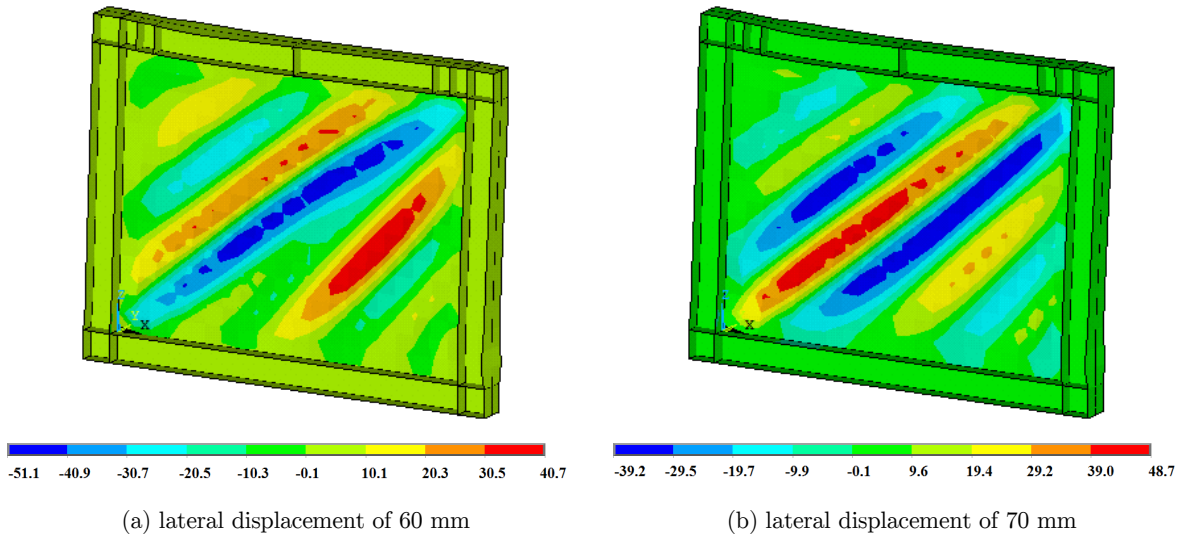 Z
Y
X
-51.1 -40.9 -30.7 -20.5 -10.3 -0.1 10.1 20.3 30.5 40.7
(a) lateral displacement of 60 mm
X
-39.2 -29.5 -19.7 -9.9 -0.1 9.6 19.4 29.2 39.0 48.7
(b) lateral displacement of 70 mm